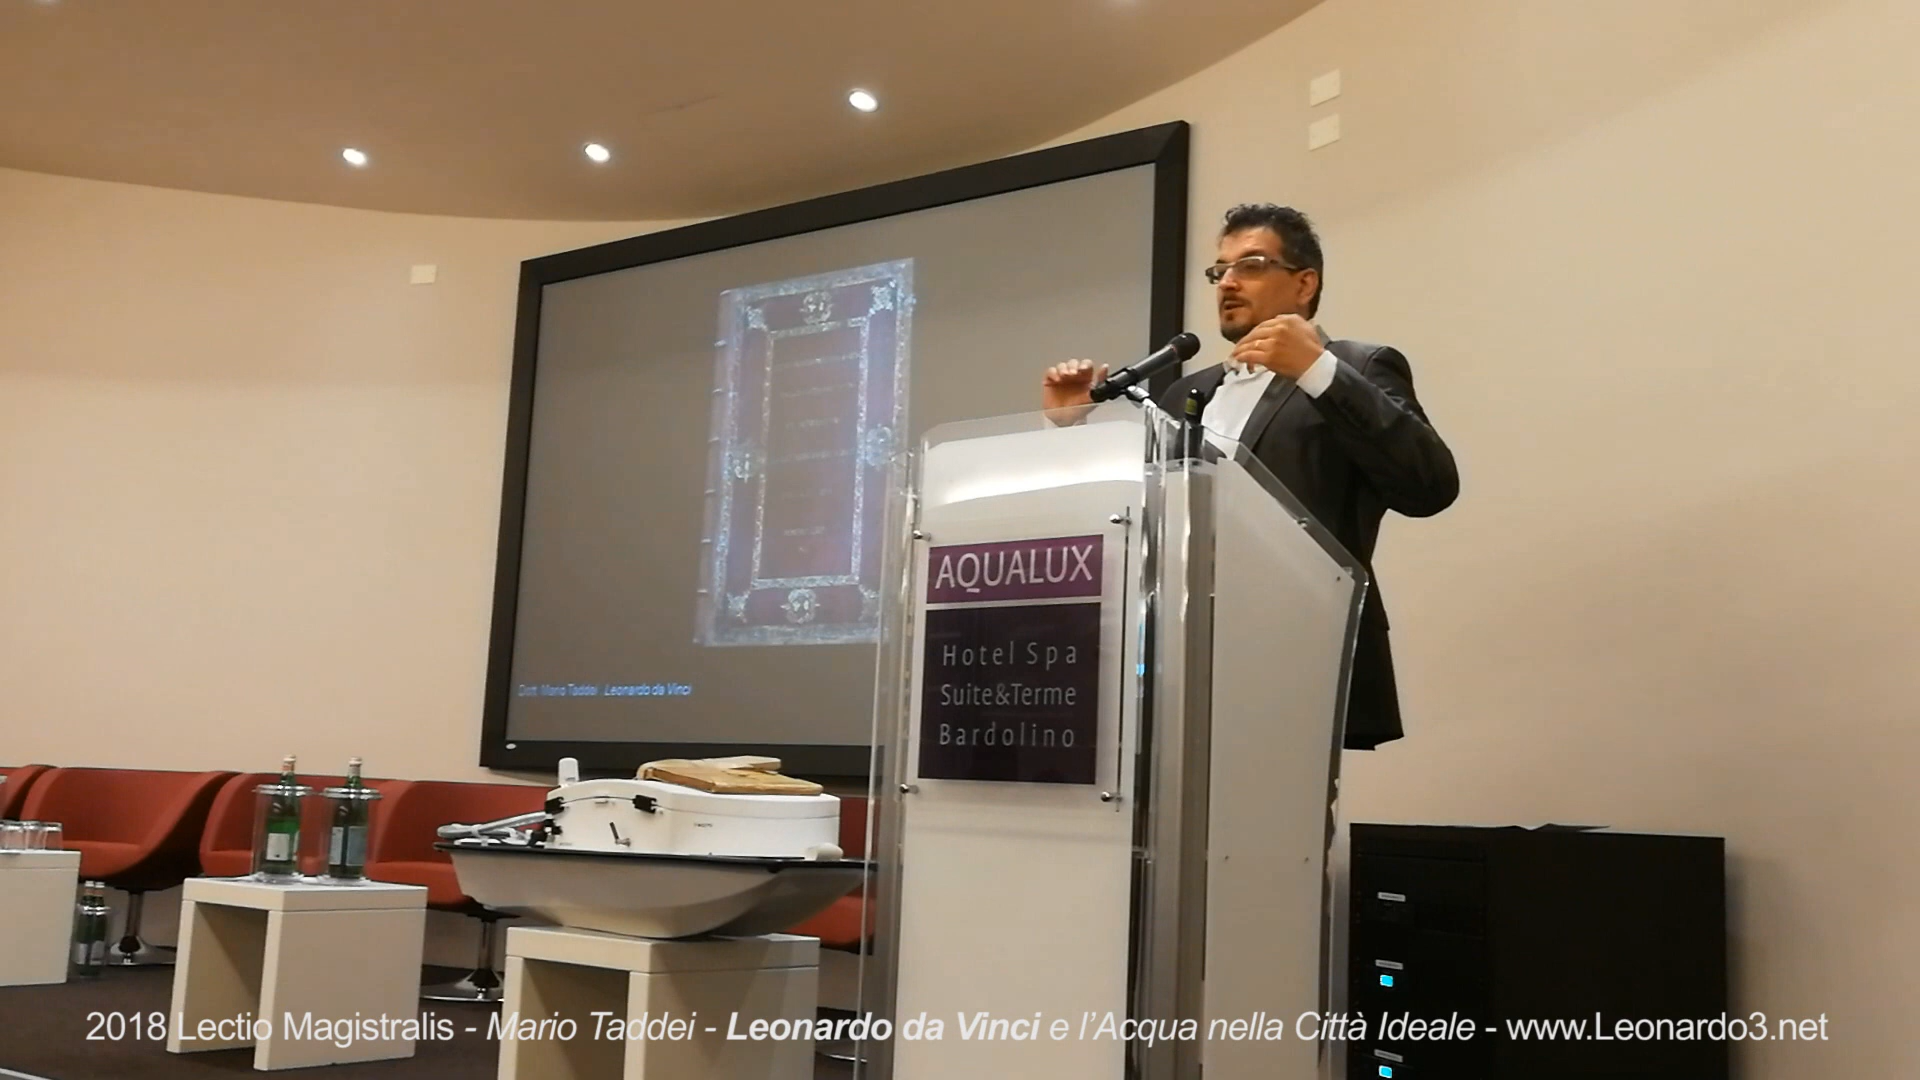 Dott. Mario Taddei Leonardo da Vinci
AQUALUX
Hotel Spa
Suite&Terme
Bardolino
2018 Lectio Magistralis - Mario Taddei - Leonardo da Vinci e l'Acqua nella Città Ideale - www.Leonardo3.net